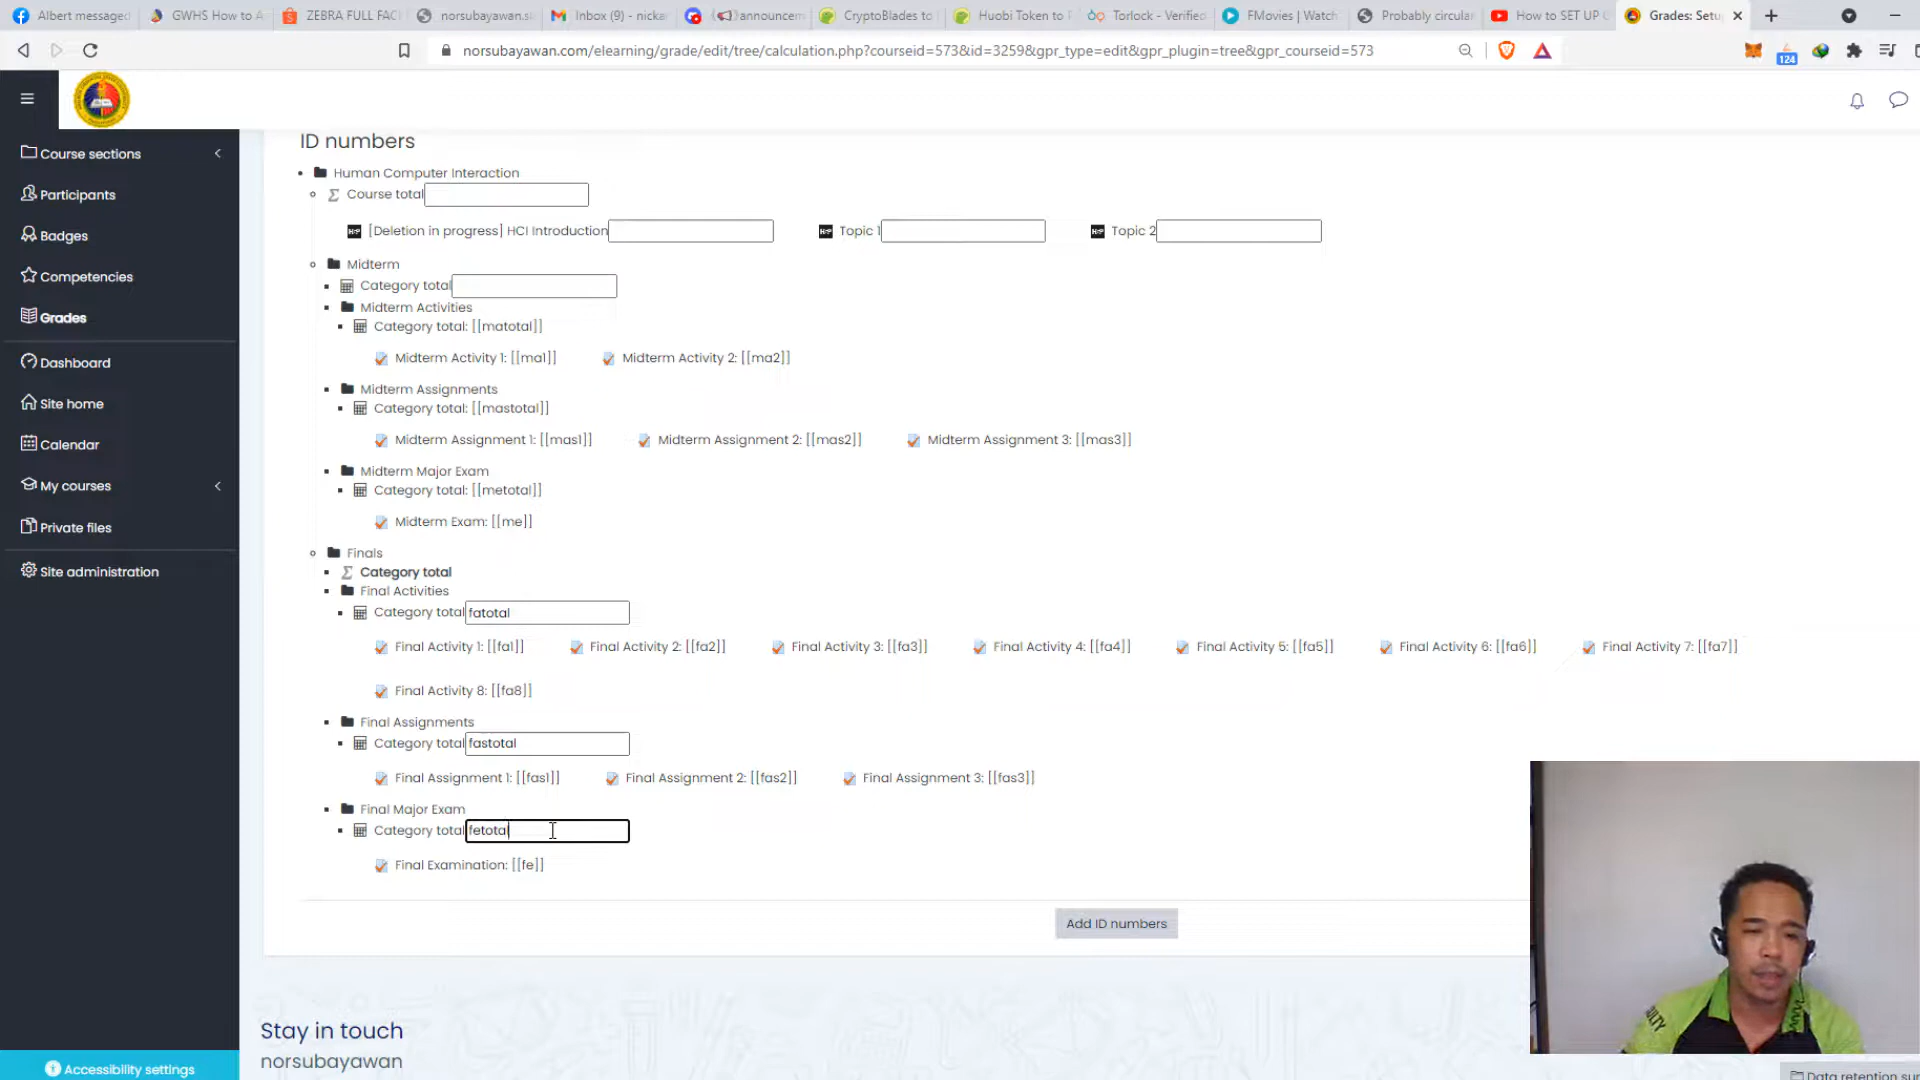 Albert messaged
GWHS How to A
ZEBRA FULL FAC
norsubayawan.s
Inbox (9) - nicka
announcem
CryptoBlades to
Huobi Token to
Torlock - Verified
FMovies | Watch
Probably circular
How to SET UP
Grades: Setu
norsubayawan.com/elearning/grade/edit/tree/calculation.php?courseid=573&id=3259&gpr_type=edit&gpr_plugin=tree&gpr_courseid=573
124
Course sections
Participants
Badges
Competencies
Grades
Dashboard
Site home
Calendar
My courses
Private files
Site administration
Accessibility settings
ID numbers
Human Computer Interaction
Course total
[Deletion in progress] HCI Introduction
Topic 1
Topic 2
Midterm
Category total
Midterm Activities
Category total: [[matotal]]
Midterm Activity 1: [[ma1]]
Midterm Activity 2: [[ma2]]
Midterm Assignments
Category total: [[mastotal]]
Midterm Assignment 1: [[mas1]]
Midterm Assignment 2: [[mas2]]
Midterm Assignment 3: [[mas3]]
Midterm Major Exam
Category total: [[metotal]]
Midterm Exam: [[me]]
Finals
Category total
Final Activities
Category total fatotal
Final Activity 1: [[fa1]]
Final Activity 2: [[fa2]]
Final Activity 3: [[fa3]]
Final Activity 4: [[fa4]]
Final Activity 5: [[fa5]]
Final Activity 6: [[fa6]]
Final Activity 7: [[fa7]]
Final Activity 8: [[fa8]]
Final Assignments
Category total fastotal
Final Assignment 1: [[fas1]]
Final Assignment 2: [[fas2]]
Final Assignment 3: [[fas3]]
Final Major Exam
Category total fetotal
Final Examination: [[fe]]
Add ID numbers
Stay in touch
norsubayawan
Data retention sum